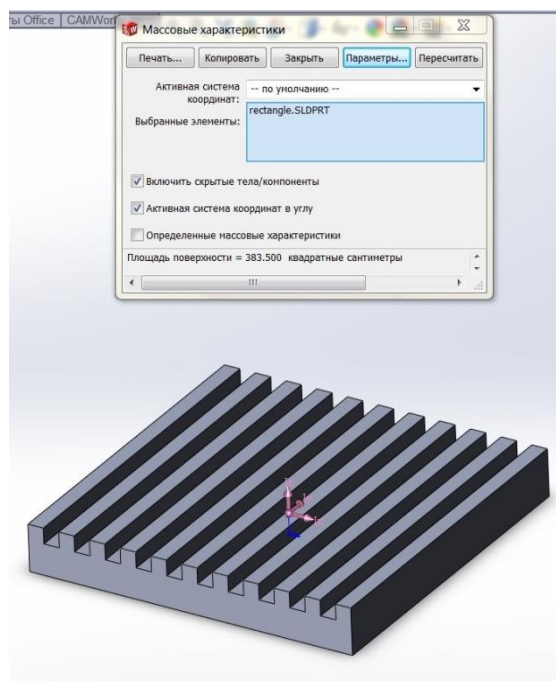 ты Office CAMWor
Массовые характеристики
Печать... Копировать Закрыть Параметры... Пересчитать
Активная система координат: -- по умолчанию --
Выбранные элементы: rectangle.SLDPRT
Включить скрытые тела/компоненты
Активная система координат в углу
Определенные массовые характеристики
Площадь поверхности = 383.500 квадратные сантиметры